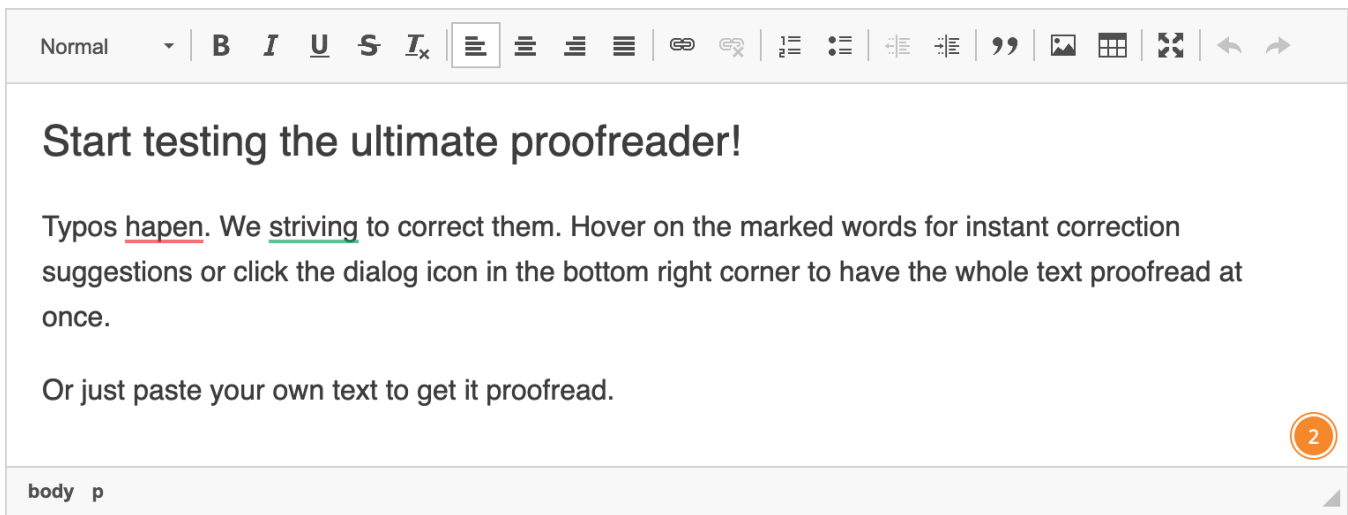 Normal
Start testing the ultimate proofreader!
Typos hapen. We striving to correct them. Hover on the marked words for instant correction
suggestions or click the dialog icon in the bottom right corner to have the whole text proofread at
once.
Or just paste your own text to get it proofread.
2
body p